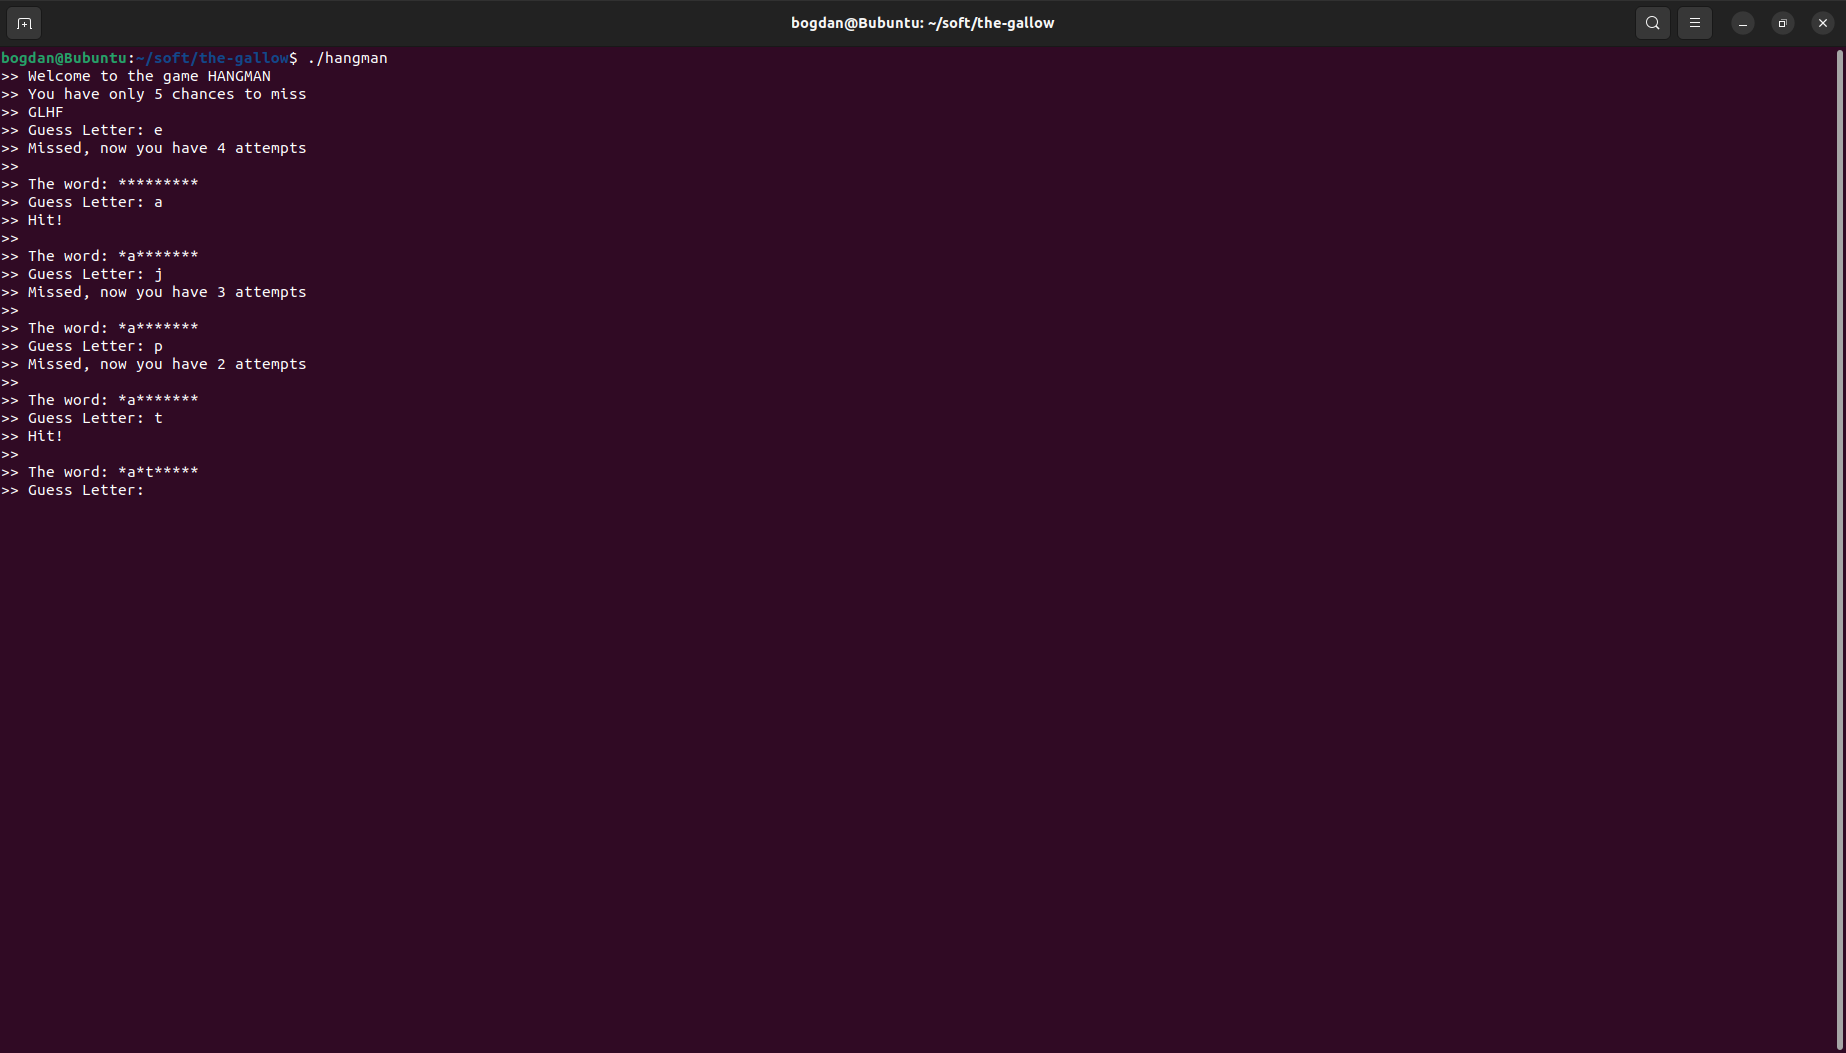 bogdan@Bubuntu: ~/soft/the-gallow
bogdan@Bubuntu:~/soft/the-gallow$ ./hangman
>> Welcome to the game HANGMAN
>> You have only 5 chances to miss
>> GLHF
>> Guess Letter: e
>> Missed, now you have 4 attempts
>>
>> The word: *********
>> Guess Letter: a
>> Hit!
>>
>> The word: *a*******
>> Guess Letter: j
>> Missed, now you have 3 attempts
>>
>> The word: *a*******
>> Guess Letter: p
>> Missed, now you have 2 attempts
>>
>> The word: *a*******
>> Guess Letter: t
>> Hit!
>>
>> The word: *a*t*****
>> Guess Letter: